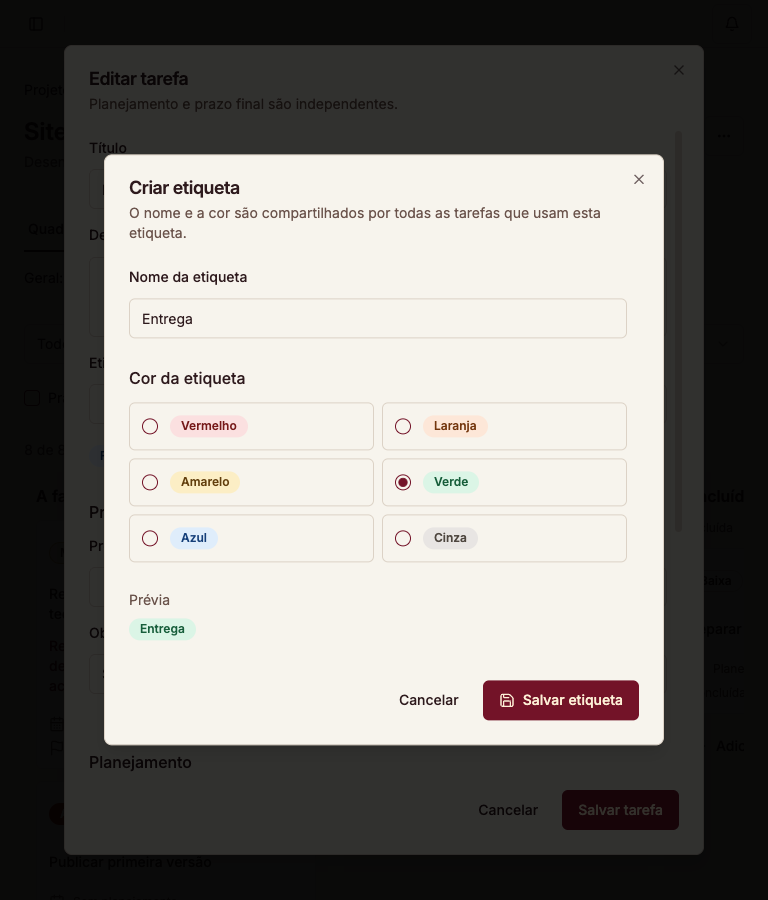 Editar tarefa
Planejamento e prazo final são independentes.
Título
Criar etiqueta
O nome e a cor são compartilhados por todas as tarefas que usam esta
etiqueta.
Nome da etiqueta
Entrega
Cor da etiqueta
Vermelho
Laranja
Amarelo
Verde
Azul
Cinza
Prévia
Entrega
Cancelar
Salvar etiqueta
Planejamento
Cancelar
Salvar tarefa
Publicar primeira versão